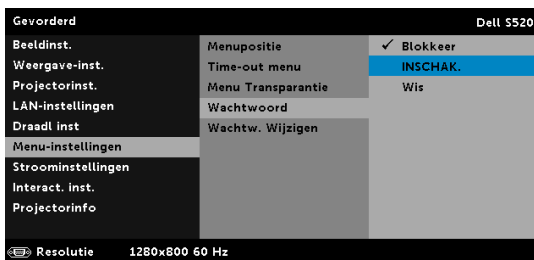 Gevorderd
Dell S520
Beeldinst.
Weergave-inst.
Projectorinst.
LAN-instellingen
Draadl inst
Menu-instellingen
Stroominstellingen
Interact. inst.
Projectorinfo
Menupositie
Time-out menu
Menu Transparantie
Wachtwoord
Wachtw. Wijzigen
✓ Blokkeer
INSCHAK.
Wis
Resolutie 1280x800 60 Hz